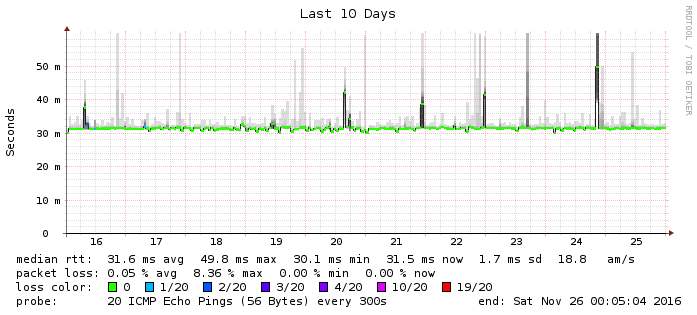 Last 10 Days
RRDTOOL / TOBI OETIKER
Seconds
50 m
40 m
30 m
20 m
10 m
0
16 17 18 19 20 21 22 23 24 25
median rtt: 31.6 ms avg 49.8 ms max 30.1 ms min 31.5 ms now 1.7 ms sd 18.8 am/s
packet loss: 0.05 % avg 8.36 % max 0.00 % min 0.00 % now
loss color: 0 1/20 2/20 3/20 4/20 10/20 19/20
probe: 20 ICMP Echo Pings (56 Bytes) every 300s end: Sat Nov 26 00:05:04 2016